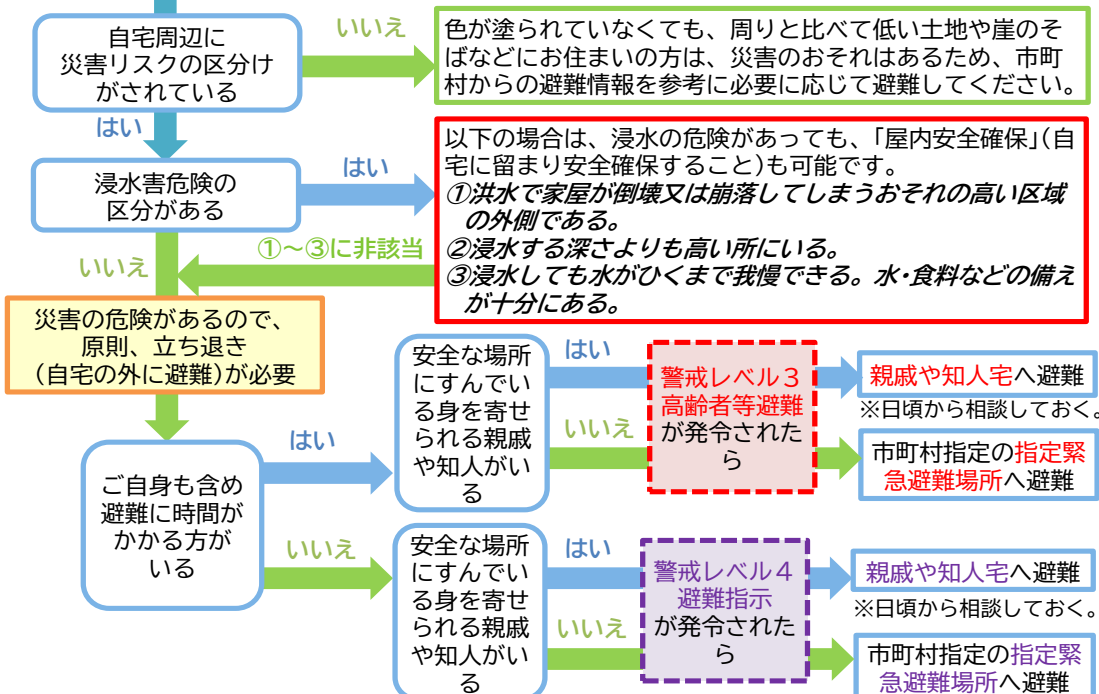 自宅周辺に
災害リスクの区分け
がされている
いいえ
色が塗られていなくても、周りと比べて低い土地や崖のそ
ばなどにお住まいの方は、災害のおそれはあるため、市町
村からの避難情報を参考に必要に応じて避難してください。
はい
浸水害危険の
区分がある
はい
以下の場合は、浸水の危険があっても、「屋内安全確保」(自
宅に留まり安全確保すること)も可能です。
①洪水で家屋が倒壊又は崩落してしまうおそれの高い区域
の外側である。
②浸水する深さよりも高い所にいる。
③浸水しても水がひくまで我慢できる。水・食料などの備え
が十分にある。
①～③に非該当
いいえ
災害の危険があるので、
原則、立ち退き
(自宅の外に避難)が必要
ご自身も含め
避難に時間が
かかる方が
いる
はい
安全な場所
にすんでい
る身を寄せ
られる親戚
や知人がい
る
はい
いいえ
警戒レベル３
高齢者等避難
が発令された
ら
親戚や知人宅へ避難
※日頃から相談しておく。
市町村指定の指定緊
急避難場所へ避難
いいえ
安全な場所
にすんでい
る身を寄せ
られる親戚
や知人がい
る
はい
いいえ
警戒レベル４
避難指示
が発令された
ら
親戚や知人宅へ避難
※日頃から相談しておく。
市町村指定の指定緊
急避難場所へ避難